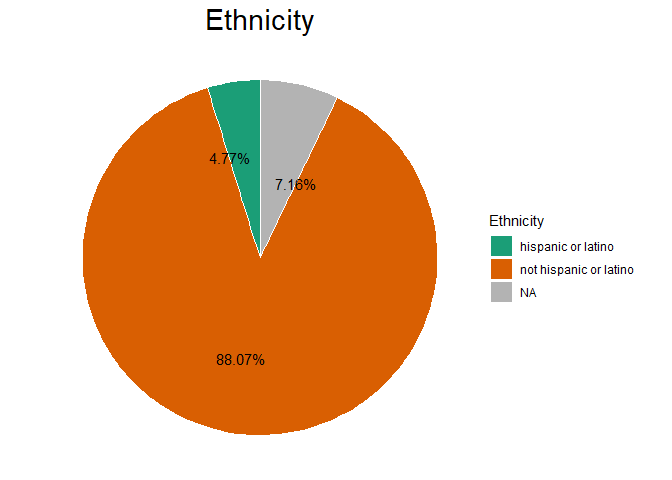 Ethnicity
4.77%
7.16%
88.07%
Ethnicity
hispanic or latino
not hispanic or latino
NA